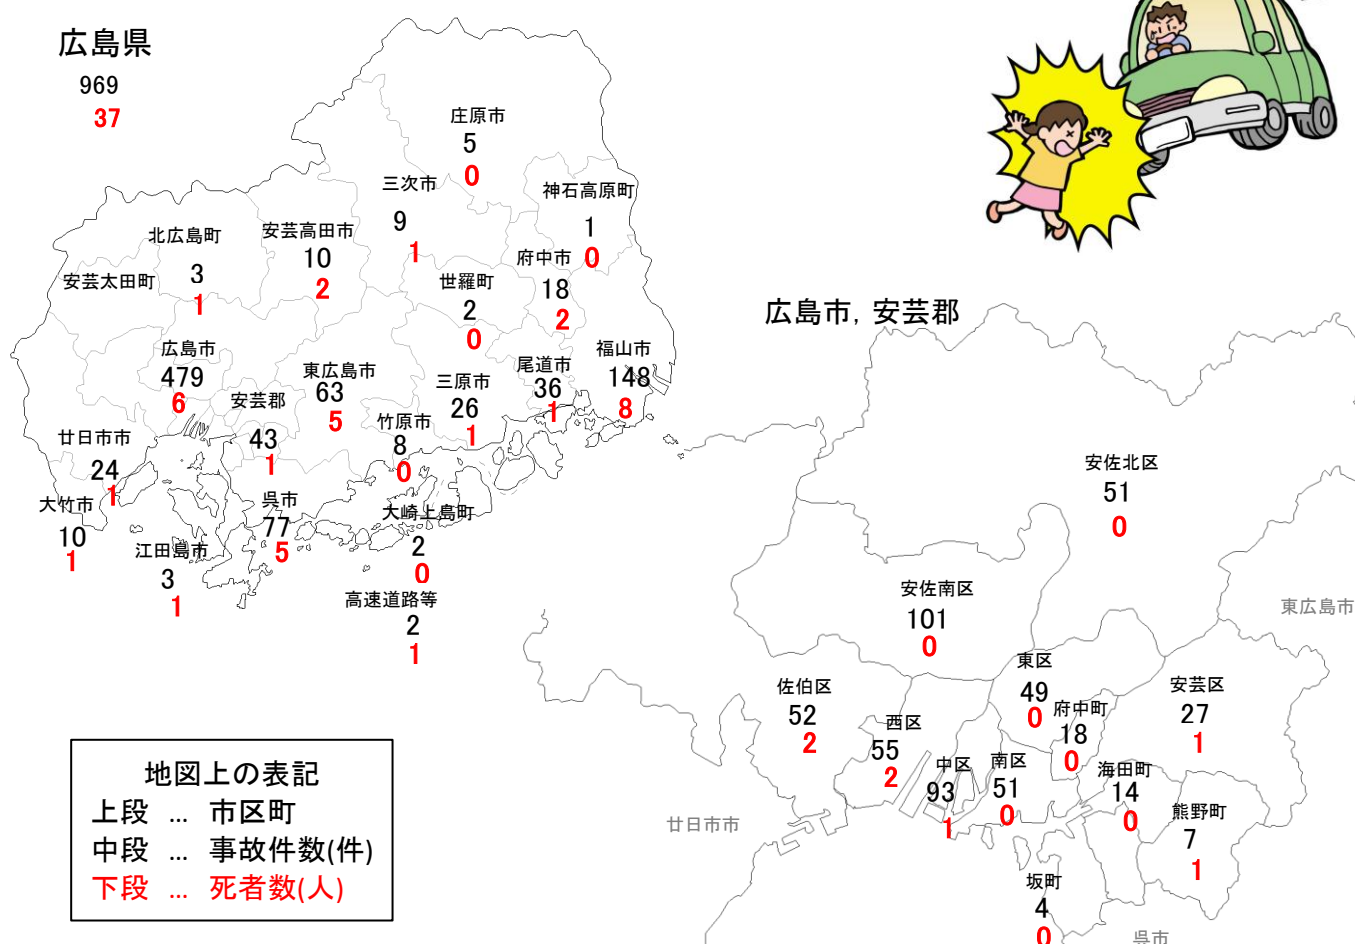 広島県
969
37
庄原市
5
0
三次市
9
1
神石高原町
1
0
北広島町
3
1
安芸高田市
10
2
安芸太田町
世羅町
2
0
府中市
18
2
広島市
479
6
安芸郡
43
1
東広島市
63
5
三原市
26
1
尾道市
36
1
福山市
148
8
竹原市
8
0
廿日市市
24
1
大竹市
10
1
江田島市
3
1
呉市
77
5
大崎上島町
2
0
高速道路等
2
1
地図上の表記
上段 … 市区町
中段 … 事故件数(件)
下段 … 死者数(人)
広島市, 安芸郡
安佐北区
51
0
安佐南区
101
0
東広島市
東区
49
0
府中町
18
0
安芸区
27
1
佐伯区
52
2
西区
55
2
中区
93
1
南区
51
0
海田町
14
0
熊野町
7
1
廿日市市
坂町
4
0
呉市